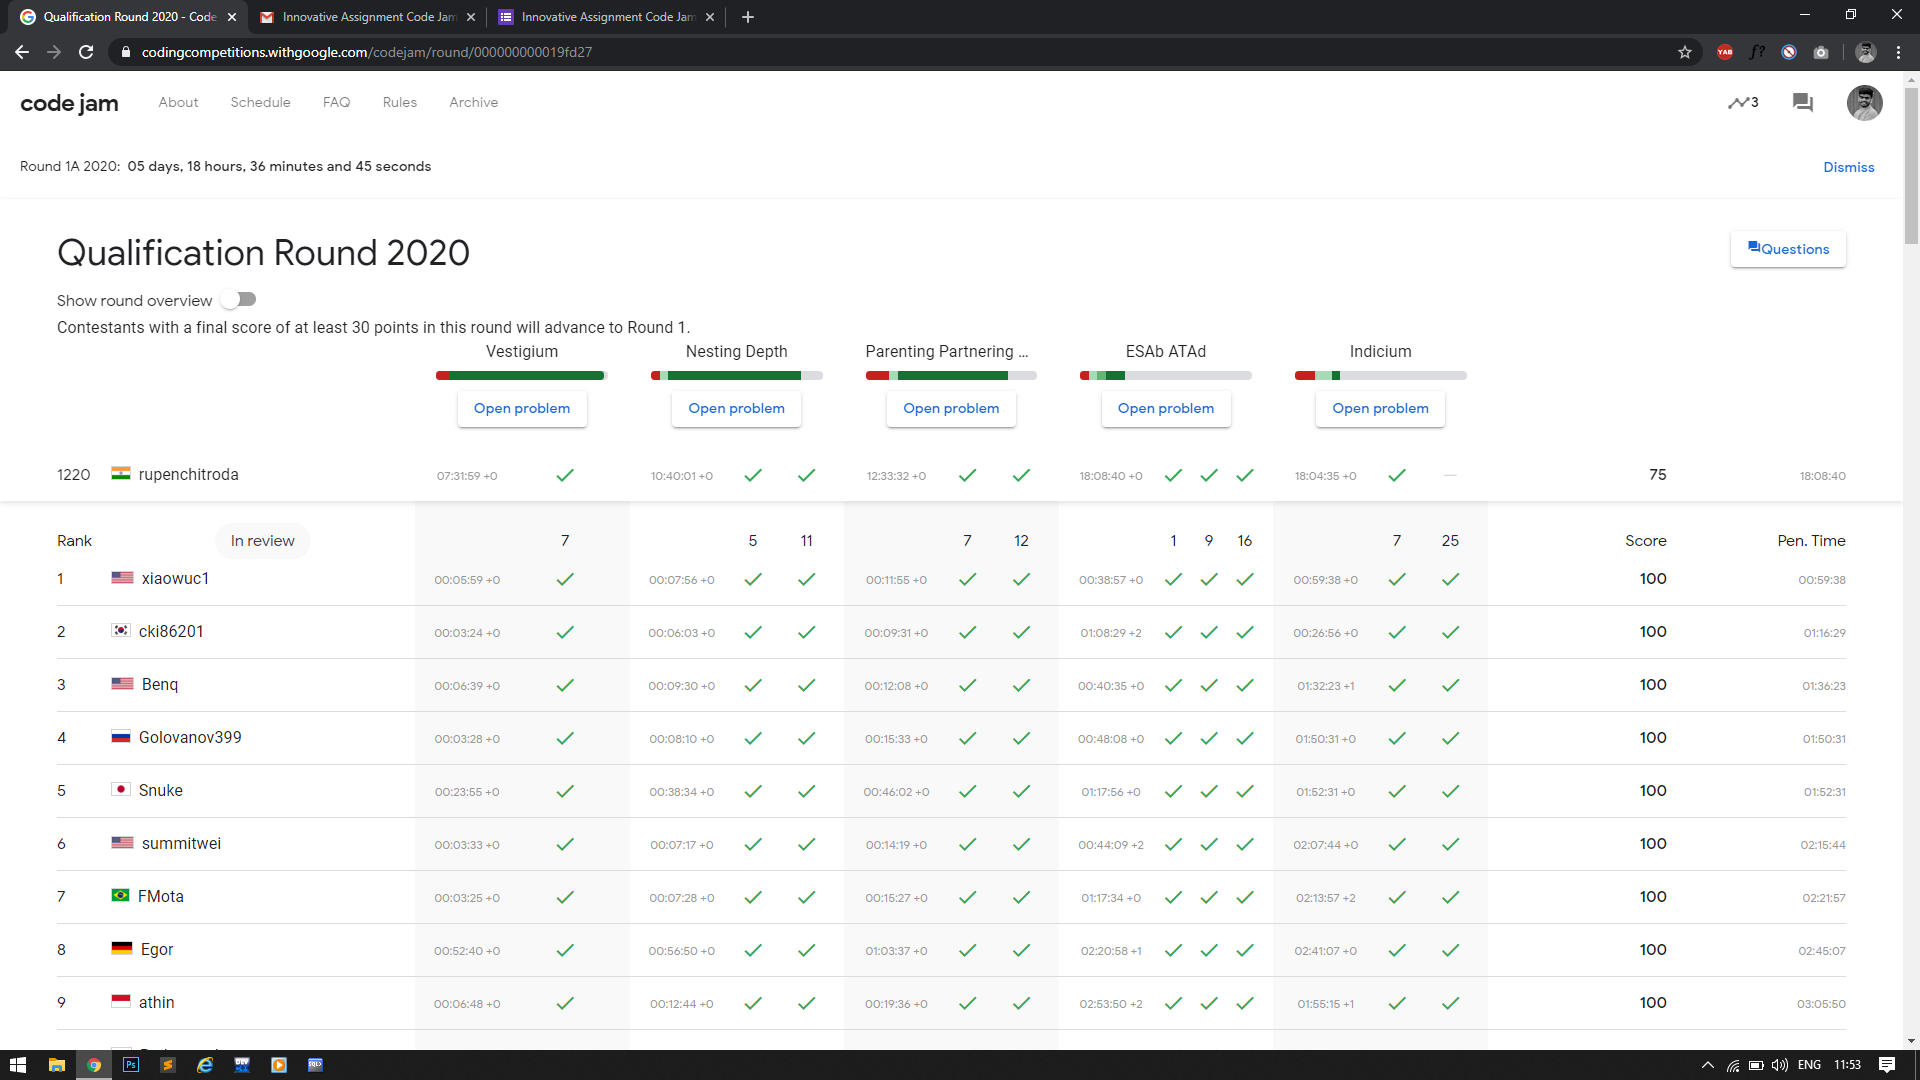 Qualification Round 2020 - Code
Innovative Assignment Code Jam
Innovative Assignment Code Jam
codingcompetitions.withgoogle.com/codejam/round/000000000019fd27
code jam About Schedule FAQ Rules Archive 3
Round 1A 2020: 05 days, 18 hours, 36 minutes and 45 seconds Dismiss
Qualification Round 2020 Questions
Show round overview
Contestants with a final score of at least 30 points in this round will advance to Round 1.
Vestigium Nesting Depth Parenting Partnering ... ESAb ATAd Indicium
Open problem Open problem Open problem Open problem Open problem
1220 rupenchitroda 07:31:59 +0 10:40:01 +0 12:33:32 +0 18:08:40 +0 18:04:35 +0 75 18:08:40
Rank In review 7 5 11 7 12 1 9 16 7 25 Score Pen. Time
1 xiaowuc1 00:05:59 +0 00:07:56 +0 00:11:55 +0 00:38:57 +0 00:59:38 +0 100 00:59:38
2 cki86201 00:03:24 +0 00:06:03 +0 00:09:31 +0 01:08:29 +2 00:26:56 +0 100 01:16:29
3 Benq 00:06:39 +0 00:09:30 +0 00:12:08 +0 00:40:35 +0 01:32:23 +1 100 01:36:23
4 Golovanov399 00:03:28 +0 00:08:10 +0 00:15:33 +0 00:48:08 +0 01:50:31 +0 100 01:50:31
5 Snuke 00:23:55 +0 00:38:34 +0 00:46:02 +0 01:17:56 +0 01:52:31 +0 100 01:52:31
6 summitwei 00:03:33 +0 00:07:17 +0 00:14:19 +0 00:44:09 +2 02:07:44 +0 100 02:15:44
7 FMota 00:03:25 +0 00:07:28 +0 00:15:27 +0 01:17:34 +0 02:13:57 +2 100 02:21:57
8 Egor 00:52:40 +0 00:56:50 +0 01:03:37 +0 02:20:58 +1 02:41:07 +0 100 02:45:07
9 athin 00:06:48 +0 00:12:44 +0 00:19:36 +0 02:53:50 +2 01:55:15 +1 100 03:05:50
ENG 11:53